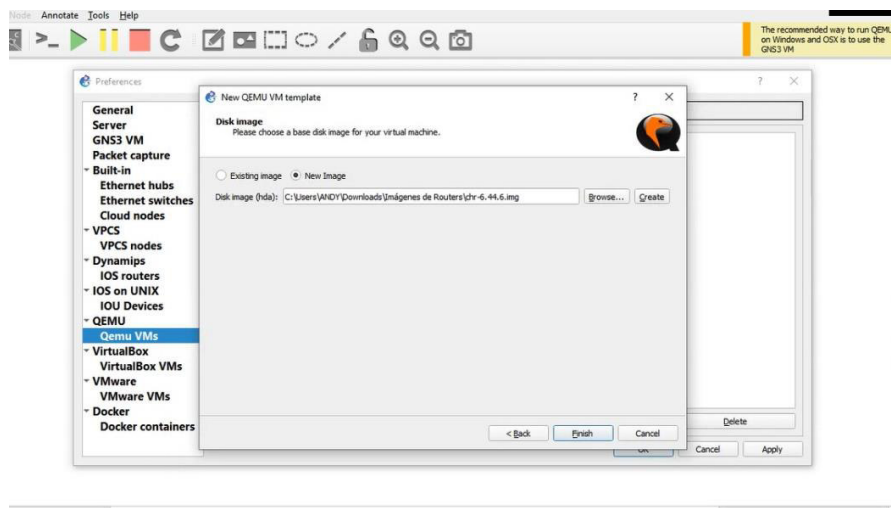 Node Annotate Tools Help
The recommended way to run QEMU
on Windows and OSX is to use the
GNS3 VM
Preferences
General
Server
GNS3 VM
Packet capture
Built-in
Ethernet hubs
Ethernet switches
Cloud nodes
VPCS
VPCS nodes
Dynamips
IOS routers
IOS on UNIX
IOU Devices
QEMU
Qemu VMs
VirtualBox
VirtualBox VMs
VMware
VMware VMs
Docker
Docker containers
New QEMU VM template
Disk image
Please choose a base disk image for your virtual machine.
Existing image New Image
Disk image (hda): C:\Users\ANDY\Downloads\Imágenes de Routers\chr-6.44.6.img Browse... Create
< Back Finish Cancel
Delete
OK Cancel Apply